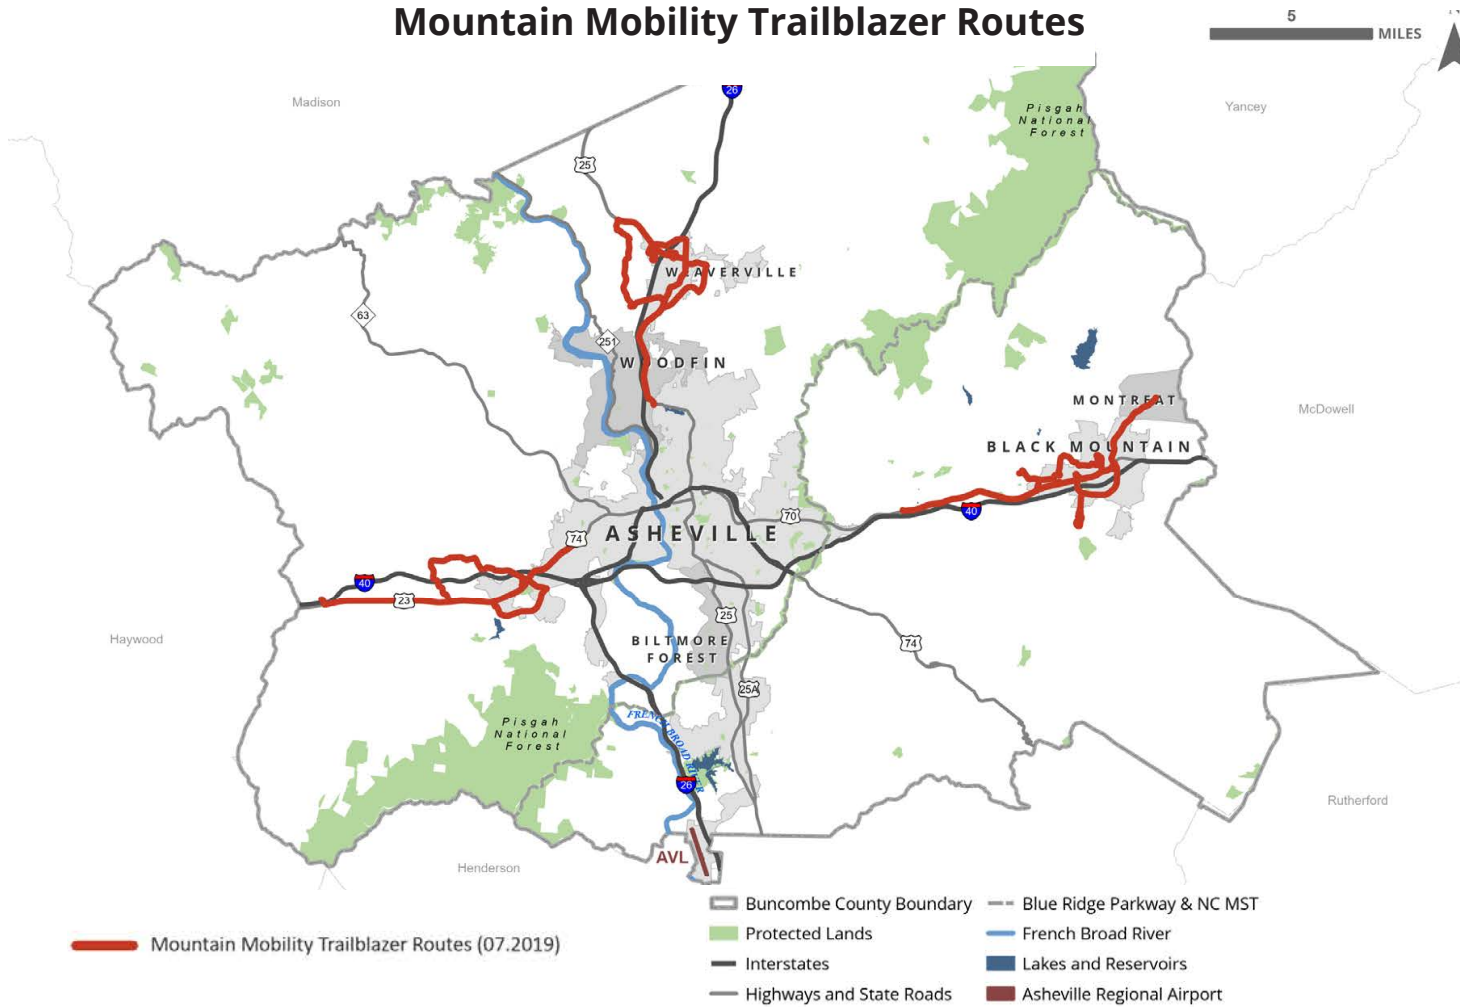 Mountain Mobility Trailblazer Routes
5
MILES
26
Madison
Yancey
Pisgah
National
Forest
25
WEAVERVILLE
63
251
WOODFIN
MONTREAT
McDowell
BLACK MOUNTAIN
40
70
ASHEVILLE
74
40
23
25
Haywood
BILTMORE
FOREST
74
25A
Pisgah
National
Forest
FRENCH BROAD RIVER
26
Rutherford
AVL
Henderson
Mountain Mobility Trailblazer Routes (07.2019)
Buncombe County Boundary
Protected Lands
Interstates
Highways and State Roads
Blue Ridge Parkway & NC MST
French Broad River
Lakes and Reservoirs
Asheville Regional Airport